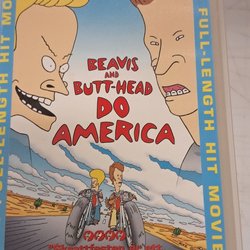 BEAVIS
AND
BUTT-HEAD
DO
AMERICA
FULL-LENGTH HIT MOVIE